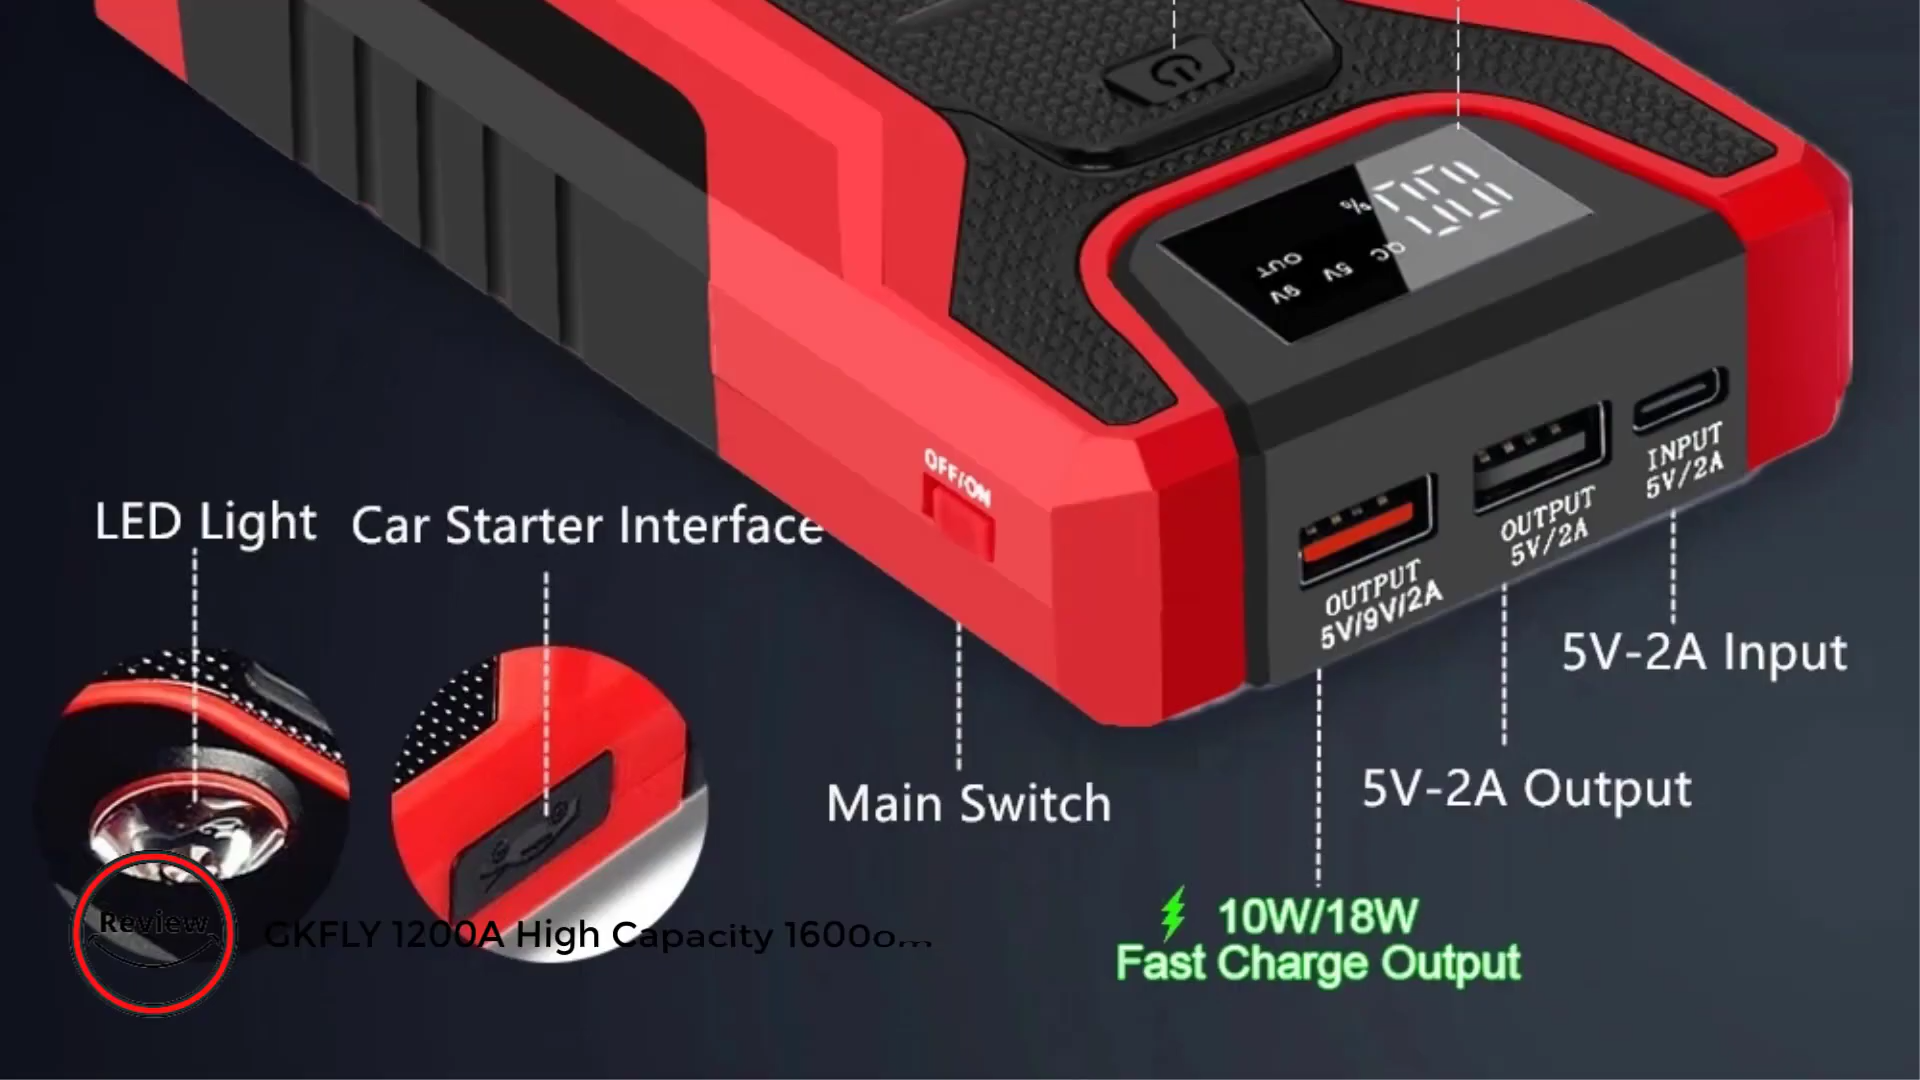 %
QC
5V
OUT
9V
OFF/ON
INPUT
5V/2A
OUTPUT
5V/2A
OUTPUT
5V/9V/2A
LED Light
Car Starter Interface
5V-2A Input
Main Switch
5V-2A Output
10W/18W
Fast Charge Output
Review
GKFLY 1200A High Capacity 1600